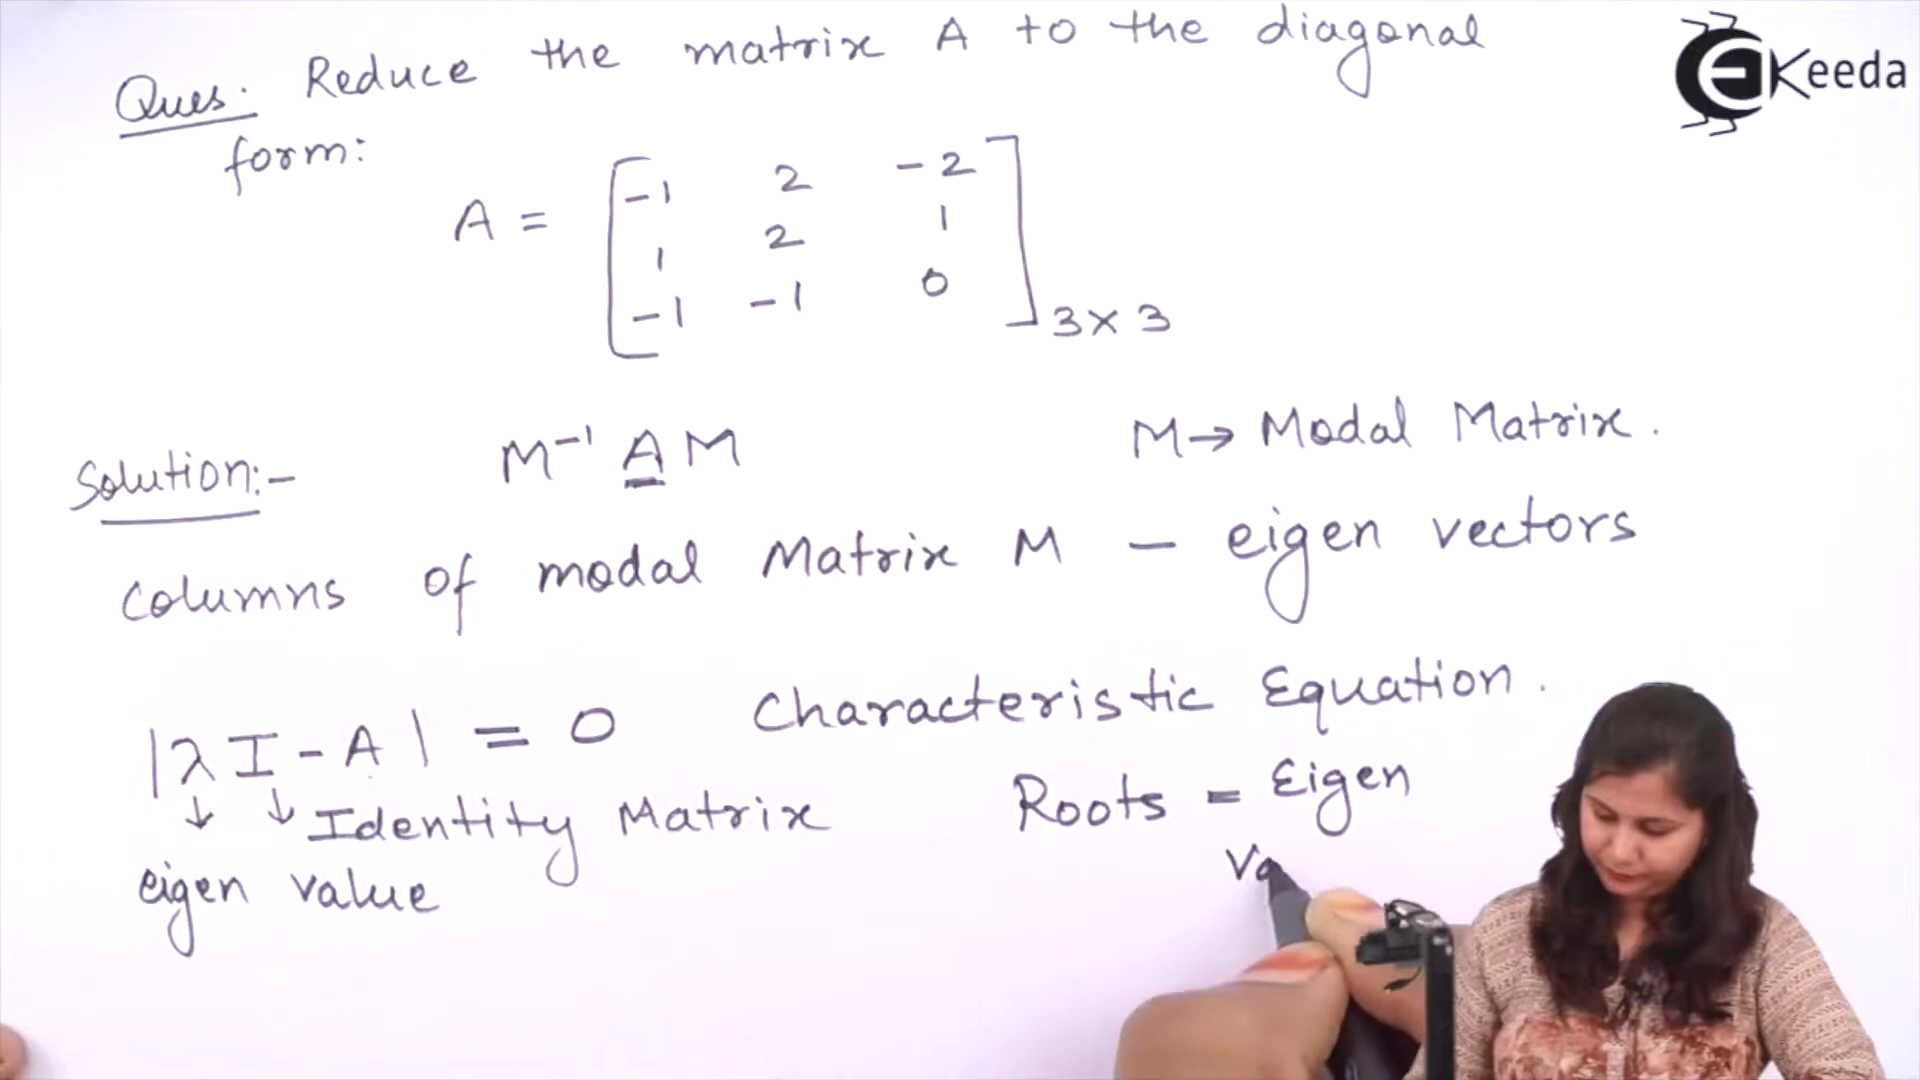 Ques. Reduce the matrix A to the diagonal
form:
EKeeda
A = [ -1 2 -2
1 2 1
-1 -1 0 ] 3×3
Solution:- M⁻¹ A M M→ Modal Matrix.
columns of modal Matrix M – eigen vectors
|λI - A| = 0 Characteristic Equation.
↓ ↓ Identity Matrix Roots = Eigen
eigen value Va